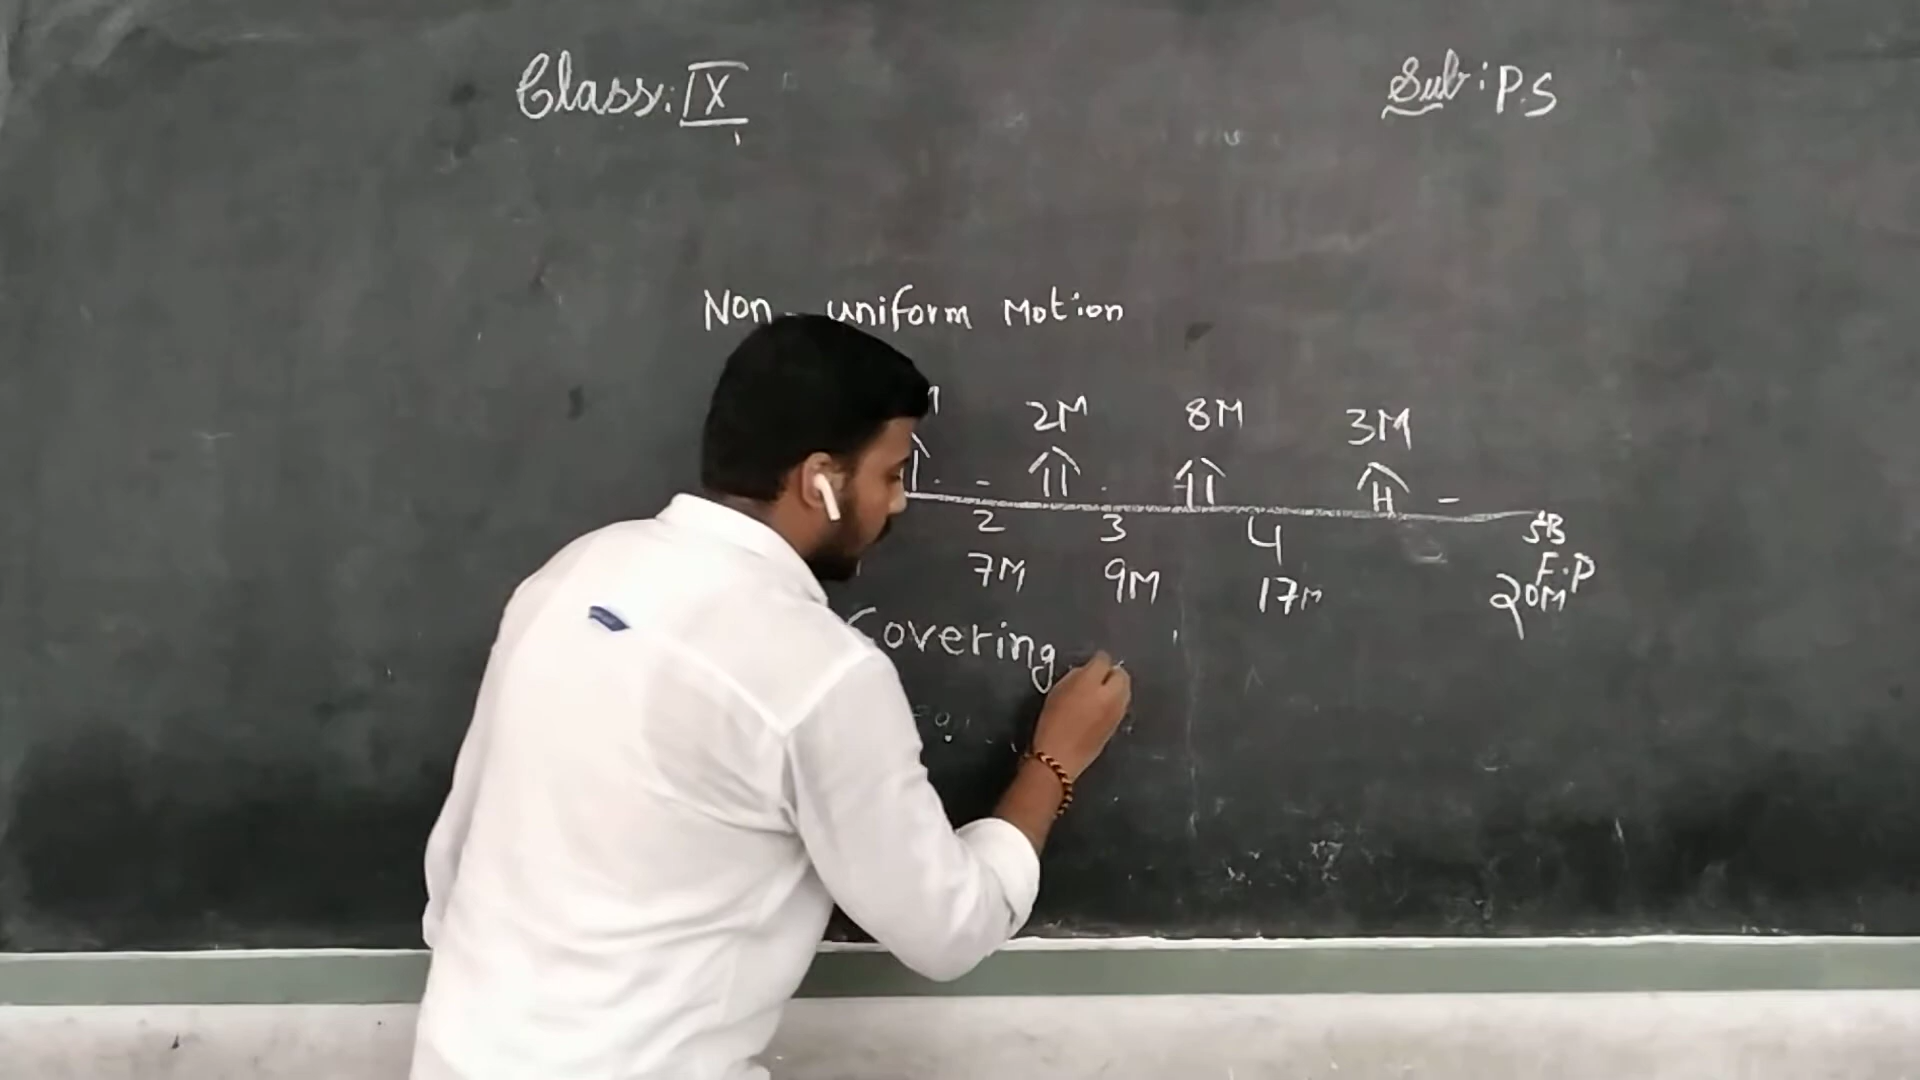 Class: IX
Sub: P.S
Non - uniform Motion
M 2M 8M 3M
2 3 4 5B
F.P
7M 9M 17M 20M
Covering